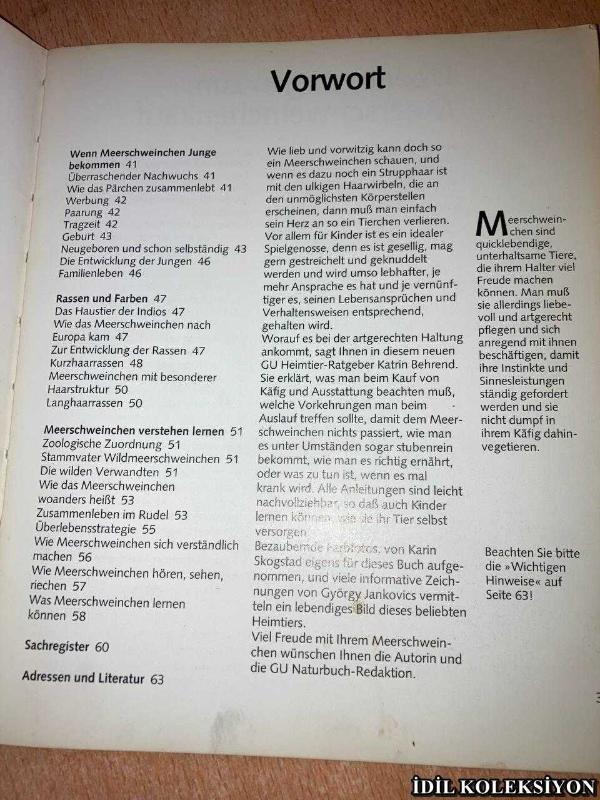 Vorwort
Wenn Meerschweinchen Junge
bekommen 41
Überraschender Nachwuchs 41
Wie das Pärchen zusammenlebt 41
Werbung 42
Paarung 42
Tragzeit 42
Geburt 43
Neugeboren und schon selbständig 43
Die Entwicklung der Jungen 46
Familienleben 46
Rassen und Farben 47
Das Haustier der Indios 47
Wie das Meerschweinchen nach
Europa kam 47
Zur Entwicklung der Rassen 47
Kurzhaarrassen 48
Meerschweinchen mit besonderer
Haarstruktur 50
Langhaarrassen 50
Meerschweinchen verstehen lernen 51
Zoologische Zuordnung 51
Stammvater Wildmeerschweinchen 51
Die wilden Verwandten 51
Wie das Meerschweinchen
woanders heißt 53
Zusammenleben im Rudel 53
Überlebensstrategie 55
Wie Meerschweinchen sich verständlich
machen 56
Wie Meerschweinchen hören, sehen,
riechen 57
Was Meerschweinchen lernen
können 58
Sachregister 60
Adressen und Literatur 63
Wie lieb und vorwitzig kann doch so
ein Meerschweinchen schauen, und
wenn es dazu noch ein Strupphaar ist
mit den ulkigen Haarwirbeln, die an
den unmöglichsten Körperstellen
erscheinen, dann muß man einfach
sein Herz an so ein Tierchen verlieren.
Vor allem für Kinder ist es ein idealer
Spielgenosse, denn es ist gesellig, mag
gern gestreichelt und geknuddelt
werden und wird umso lebhafter, je
mehr Ansprache es hat und je vernünf-
tiger es, seinen Lebensansprüchen und
Verhaltensweisen entsprechend,
gehalten wird.
Worauf es bei der artgerechten Haltung
ankommt, sagt Ihnen in diesem neuen
GU Heimtier-Ratgeber Katrin Behrend.
Sie erklärt, was man beim Kauf von
Käfig und Ausstattung beachten muß,
welche Vorkehrungen man beim
Auslauf treffen sollte, damit dem Meer-
schweinchen nichts passiert, wie man
es unter Umständen sogar stubenrein
bekommt, wie man es richtig ernährt,
oder was zu tun ist, wenn es mal
krank wird. Alle Anleitungen sind leicht
nachvollziehbar, so daß auch Kinder
lernen können, wie sie ihr Tier selbst
versorgen.
Bezaubernde Farbfotos, von Karin
Skogstad eigens für dieses Buch aufge-
nommen, und viele informative Zeich-
nungen von György Jankovics vermit-
teln ein lebendiges Bild dieses beliebten
Heimtiers.
Viel Freude mit Ihrem Meerschwein-
chen wünschen Ihnen die Autorin und
die GU Naturbuch-Redaktion.
Meerschwein-
chen sind
quicklebendige,
unterhaltsame Tiere,
die ihrem Halter viel
Freude machen
können. Man muß
sie allerdings liebe-
voll und artgerecht
pflegen und sich
anregend mit ihnen
beschäftigen, damit
ihre Instinkte und
Sinnesleistungen
ständig gefordert
werden und sie
nicht dumpf in
ihrem Käfig dahin-
vegetieren.
Beachten Sie bitte
die »Wichtigen
Hinweise« auf
Seite 63!
İDİL KOLEKSİYON